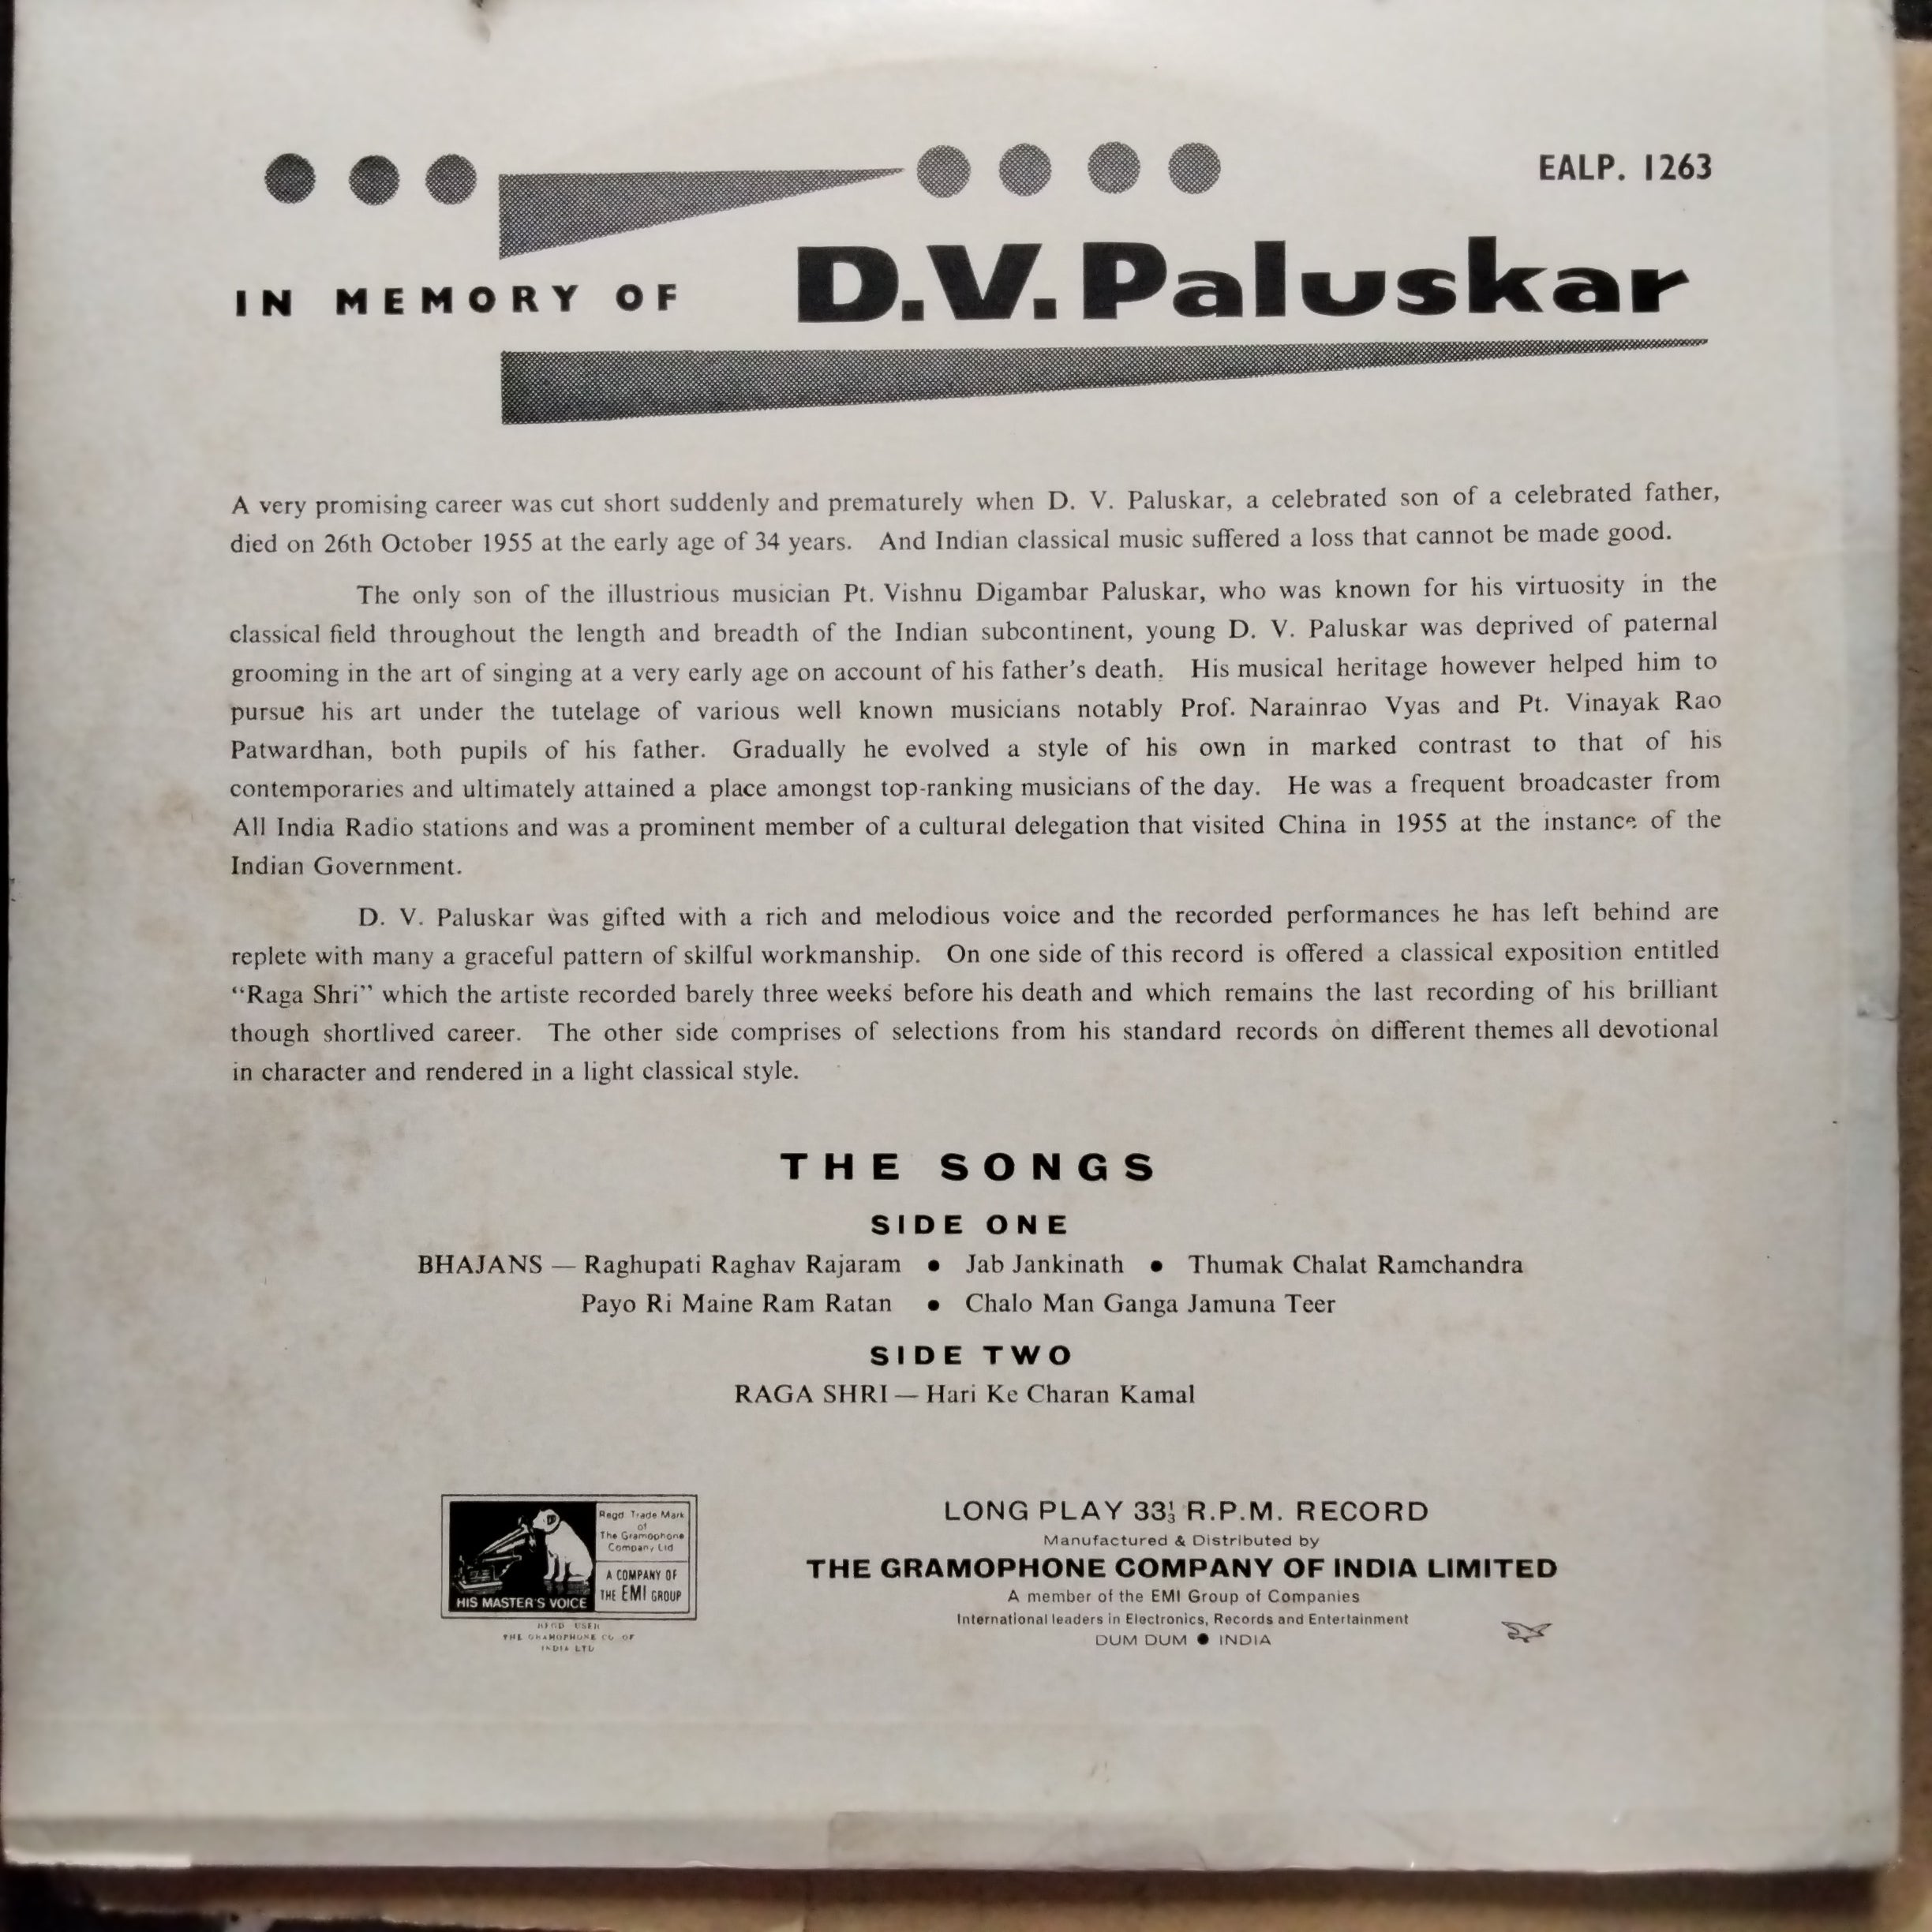 EALP. 1263
IN MEMORY OF D.V. Paluskar
A very promising career was cut short suddenly and prematurely when D. V. Paluskar, a celebrated son of a celebrated father,
died on 26th October 1955 at the early age of 34 years. And Indian classical music suffered a loss that cannot be made good.
The only son of the illustrious musician Pt. Vishnu Digambar Paluskar, who was known for his virtuosity in the
classical field throughout the length and breadth of the Indian subcontinent, young D. V. Paluskar was deprived of paternal
grooming in the art of singing at a very early age on account of his father's death. His musical heritage however helped him to
pursue his art under the tutelage of various well known musicians notably Prof. Narainrao Vyas and Pt. Vinayak Rao
Patwardhan, both pupils of his father. Gradually he evolved a style of his own in marked contrast to that of his
contemporaries and ultimately attained a place amongst top-ranking musicians of the day. He was a frequent broadcaster from
All India Radio stations and was a prominent member of a cultural delegation that visited China in 1955 at the instance of the
Indian Government.
D. V. Paluskar was gifted with a rich and melodious voice and the recorded performances he has left behind are
replete with many a graceful pattern of skilful workmanship. On one side of this record is offered a classical exposition entitled
“Raga Shri” which the artiste recorded barely three weeks before his death and which remains the last recording of his brilliant
though shortlived career. The other side comprises of selections from his standard records on different themes all devotional
in character and rendered in a light classical style.
THE SONGS
SIDE ONE
BHAJANS — Raghupati Raghav Rajaram ● Jab Jankinath ● Thumak Chalat Ramchandra
Payo Ri Maine Ram Ratan ● Chalo Man Ganga Jamuna Teer
SIDE TWO
RAGA SHRI — Hari Ke Charan Kamal
Regd. Trade Mark
of
The Gramophone
Company Ltd
A COMPANY OF
THE EMI GROUP
HIS MASTER'S VOICE
REGD USER
THE GRAMOPHONE CO OF
INDIA LTD
LONG PLAY 33⅓ R.P.M. RECORD
Manufactured & Distributed by
THE GRAMOPHONE COMPANY OF INDIA LIMITED
A member of the EMI Group of Companies
International leaders in Electronics, Records and Entertainment
DUM DUM ● INDIA